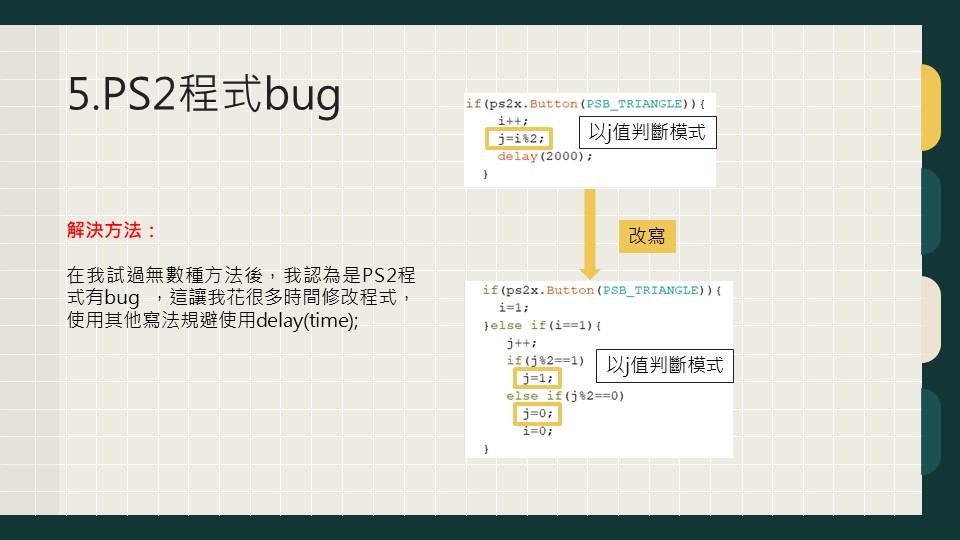 5.PS2程式bug
解決方法：
在我試過無數種方法後，我認為是PS2程
式有bug ，這讓我花很多時間修改程式，
使用其他寫法規避使用delay(time);
if(ps2x.Button(PSB_TRIANGLE)){
i++;
j=i%2;
以j值判斷模式
delay(2000);
}
改寫
if(ps2x.Button(PSB_TRIANGLE)){
i=1;
}else if(i==1){
j++;
if(j%2==1)
j=1;
以j值判斷模式
else if(j%2==0)
j=0;
i=0;
}